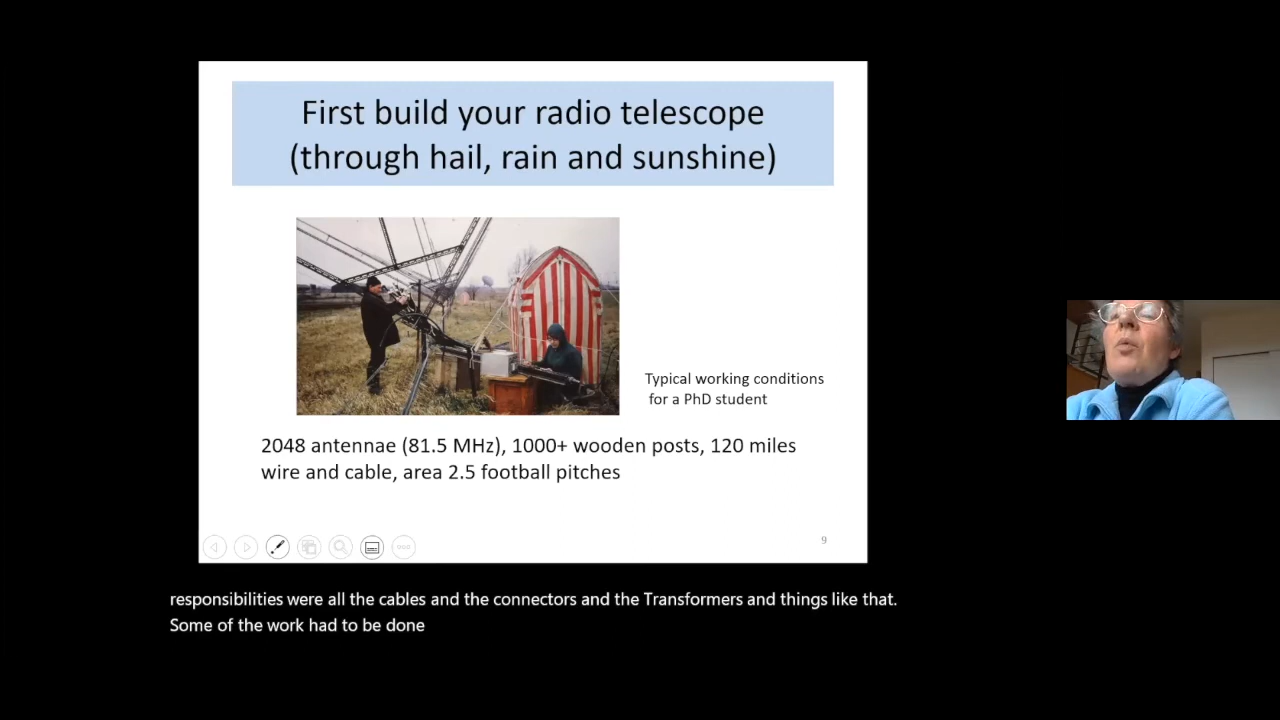 First build your radio telescope
(through hail, rain and sunshine)
Typical working conditions
for a PhD student
2048 antennae (81.5 MHz), 1000+ wooden posts, 120 miles
wire and cable, area 2.5 football pitches
9
responsibilities were all the cables and the connectors and the Transformers and things like that.
Some of the work had to be done